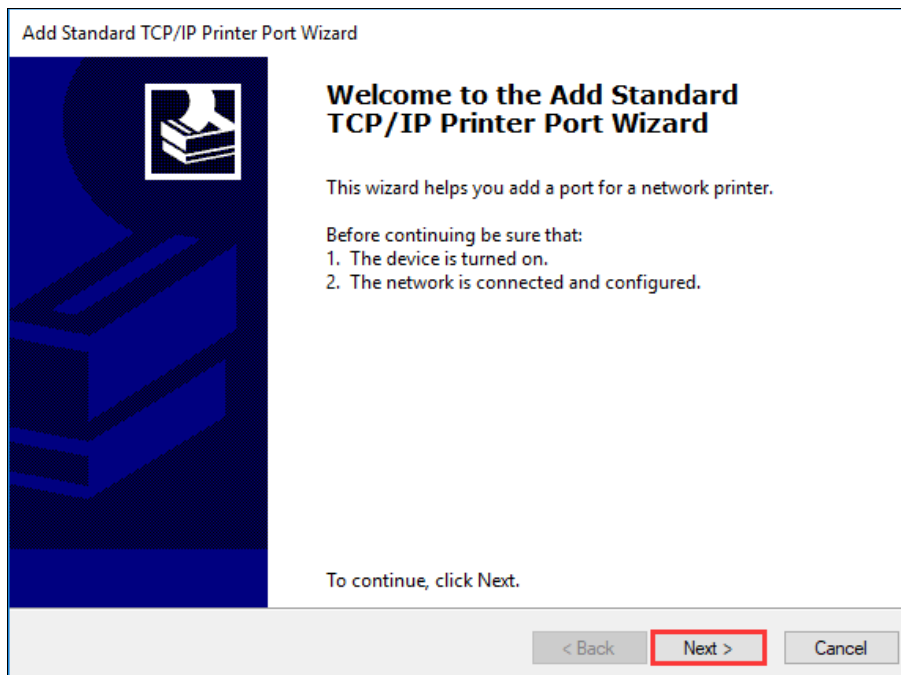 Add Standard TCP/IP Printer Port Wizard
Welcome to the Add Standard
TCP/IP Printer Port Wizard
This wizard helps you add a port for a network printer.
Before continuing be sure that:
1. The device is turned on.
2. The network is connected and configured.
To continue, click Next.
< Back
Next >
Cancel